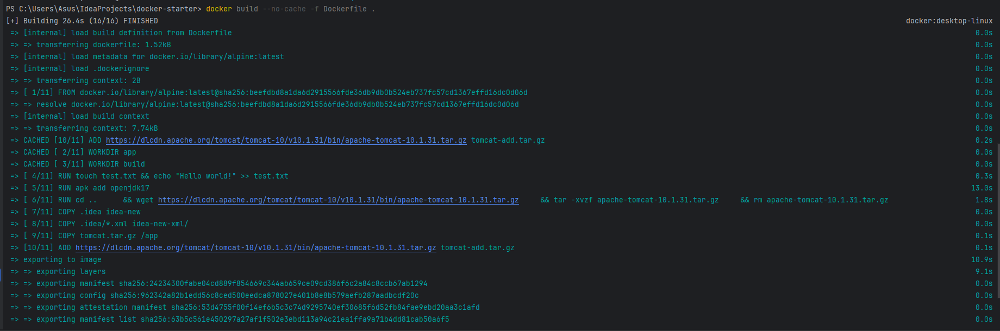 PS C:\Users\Asus\IdeaProjects\docker-starter> docker build --no-cache -f Dockerfile .
[+] Building 26.4s (16/16) FINISHED docker:desktop-linux
=> [internal] load build definition from Dockerfile 0.0s
=> => transferring dockerfile: 1.52kB 0.0s
=> [internal] load metadata for docker.io/library/alpine:latest 0.0s
=> [internal] load .dockerignore 0.0s
=> => transferring context: 2B 0.0s
=> [ 1/11] FROM docker.io/library/alpine:latest@sha256:beefdbd8a1da6d2915566fde36db9db0b524eb737fc57cd1367effd16dc0d06d 0.0s
=> => resolve docker.io/library/alpine:latest@sha256:beefdbd8a1da6d2915566fde36db9db0b524eb737fc57cd1367effd16dc0d06d 0.0s
=> [internal] load build context 0.0s
=> => transferring context: 7.74kB 0.0s
=> CACHED [10/11] ADD https://dlcdn.apache.org/tomcat/tomcat-10/v10.1.31/bin/apache-tomcat-10.1.31.tar.gz tomcat-add.tar.gz 0.2s
=> CACHED [ 2/11] WORKDIR app 0.0s
=> CACHED [ 3/11] WORKDIR build 0.0s
=> [ 4/11] RUN touch test.txt && echo "Hello world!" >> test.txt 0.3s
=> [ 5/11] RUN apk add openjdk17 13.0s
=> [ 6/11] RUN cd .. && wget https://dlcdn.apache.org/tomcat/tomcat-10/v10.1.31/bin/apache-tomcat-10.1.31.tar.gz && tar -xvzf apache-tomcat-10.1.31.tar.gz && rm apache-tomcat-10.1.31.tar.gz 1.8s
=> [ 7/11] COPY .idea idea-new 0.0s
=> [ 8/11] COPY .idea/*.xml idea-new-xml/ 0.0s
=> [ 9/11] COPY tomcat.tar.gz /app 0.1s
=> [10/11] ADD https://dlcdn.apache.org/tomcat/tomcat-10/v10.1.31/bin/apache-tomcat-10.1.31.tar.gz tomcat-add.tar.gz 0.1s
=> exporting to image 10.9s
=> => exporting layers 9.1s
=> => exporting manifest sha256:24234300fabe04cd889f854669c344ab659ce09cd386f6c2a84c8ccb67ab1294 0.0s
=> => exporting config sha256:962342a82b1edd56c8ced500eedca878027e401b8e8b579aefb287aadbcdf20c 0.0s
=> => exporting attestation manifest sha256:53d4755f00f14ef6b5c3c74d9295740ef30685f6d52fb84fae9ebd20aa3c1afd 0.0s
=> => exporting manifest list sha256:63b5c561e450297a27af1f502e3ebd113a94c21ea1ffa9a71b4dd81cab50a6f5 0.0s